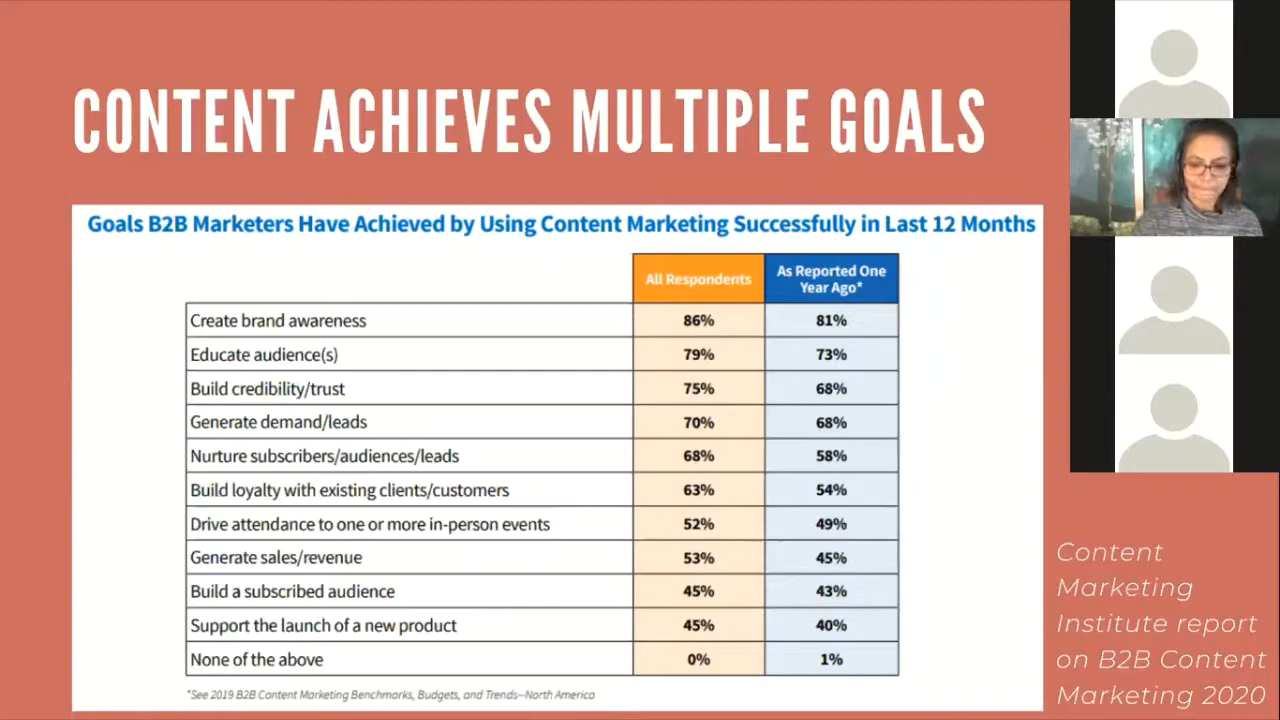 CONTENT ACHIEVES MULTIPLE GOALS
Goals B2B Marketers Have Achieved by Using Content Marketing Successfully in Last 12 Months
All Respondents
As Reported One
Year Ago*
Create brand awareness 86% 81%
Educate audience(s) 79% 73%
Build credibility/trust 75% 68%
Generate demand/leads 70% 68%
Nurture subscribers/audiences/leads 68% 58%
Build loyalty with existing clients/customers 63% 54%
Drive attendance to one or more in-person events 52% 49%
Generate sales/revenue 53% 45%
Build a subscribed audience 45% 43%
Support the launch of a new product 45% 40%
None of the above 0% 1%
*See 2019 B2B Content Marketing Benchmarks, Budgets, and Trends—North America
Content
Marketing
Institute report
on B2B Content
Marketing 2020